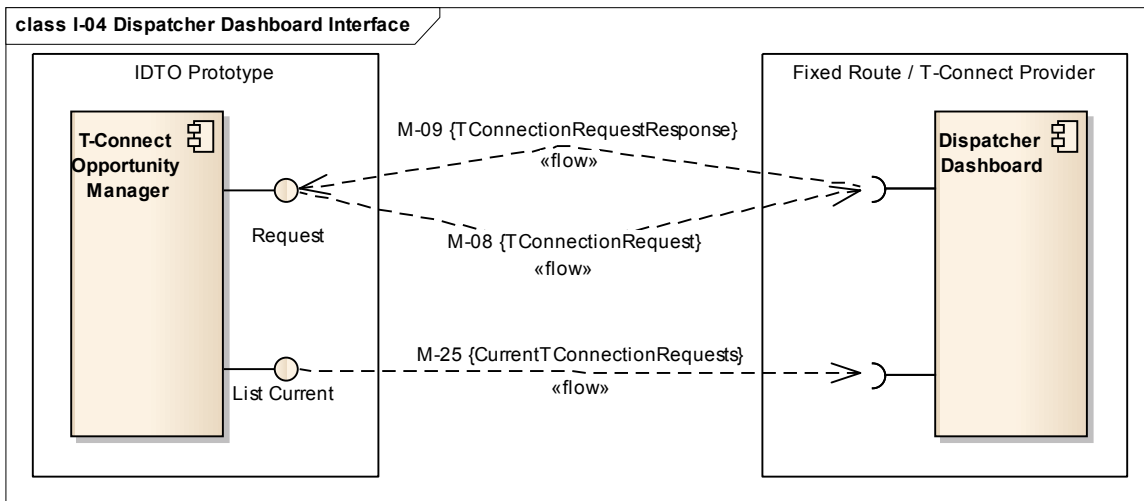 class I-04 Dispatcher Dashboard Interface
IDTO Prototype
Fixed Route / T-Connect Provider
T-Connect
Opportunity
Manager
M-09 {TConnectionRequestResponse}
«flow»
Dispatcher
Dashboard
Request
M-08 {TConnectionRequest}
«flow»
M-25 {CurrentTConnectionRequests}
«flow»
List Current